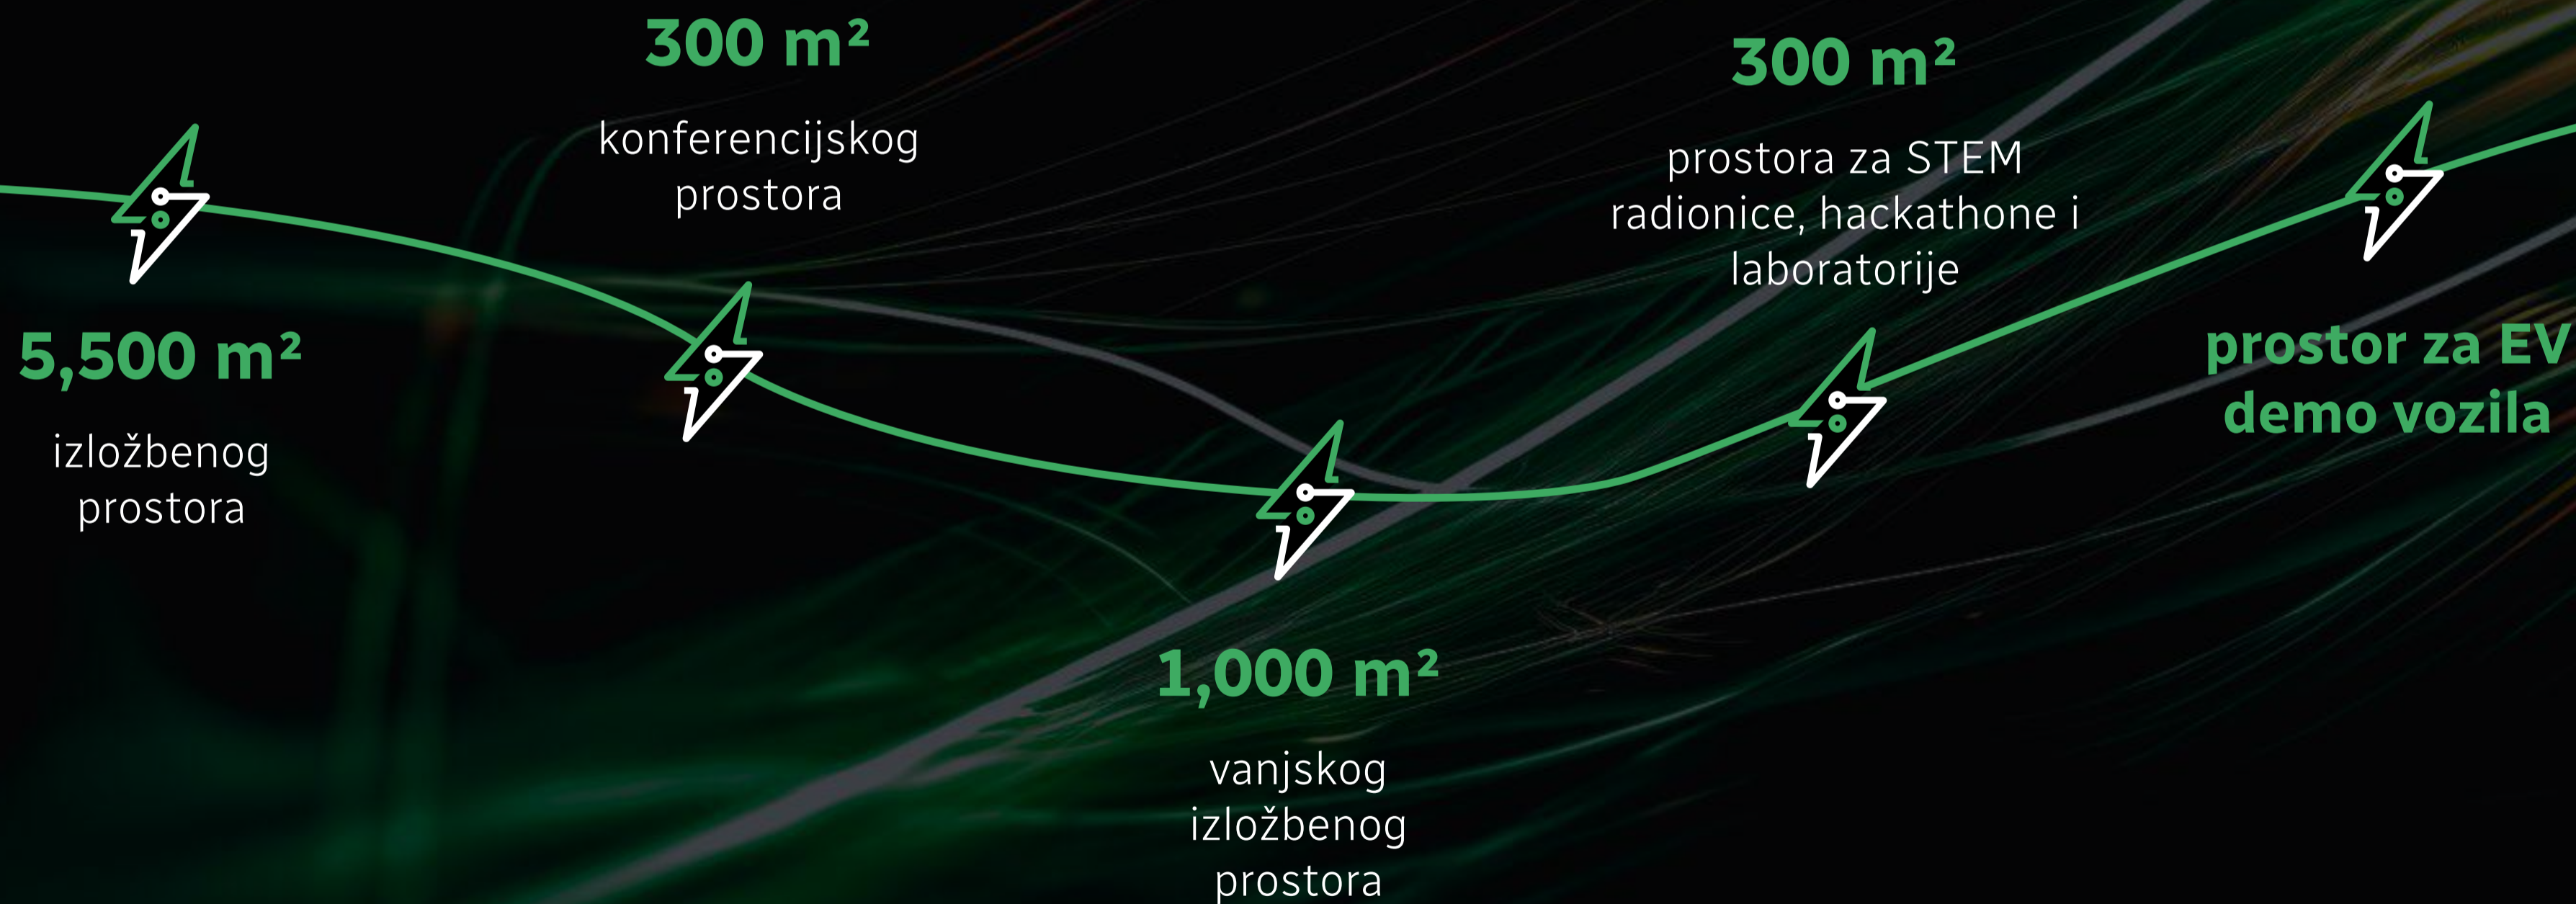 5,500 m²
izložbenog
prostora
300 m²
konferencijskog
prostora
1,000 m²
vanjskog
izložbenog
prostora
300 m²
prostora za STEM
radionice, hackathone i
laboratorije
prostor za EV
demo vozila